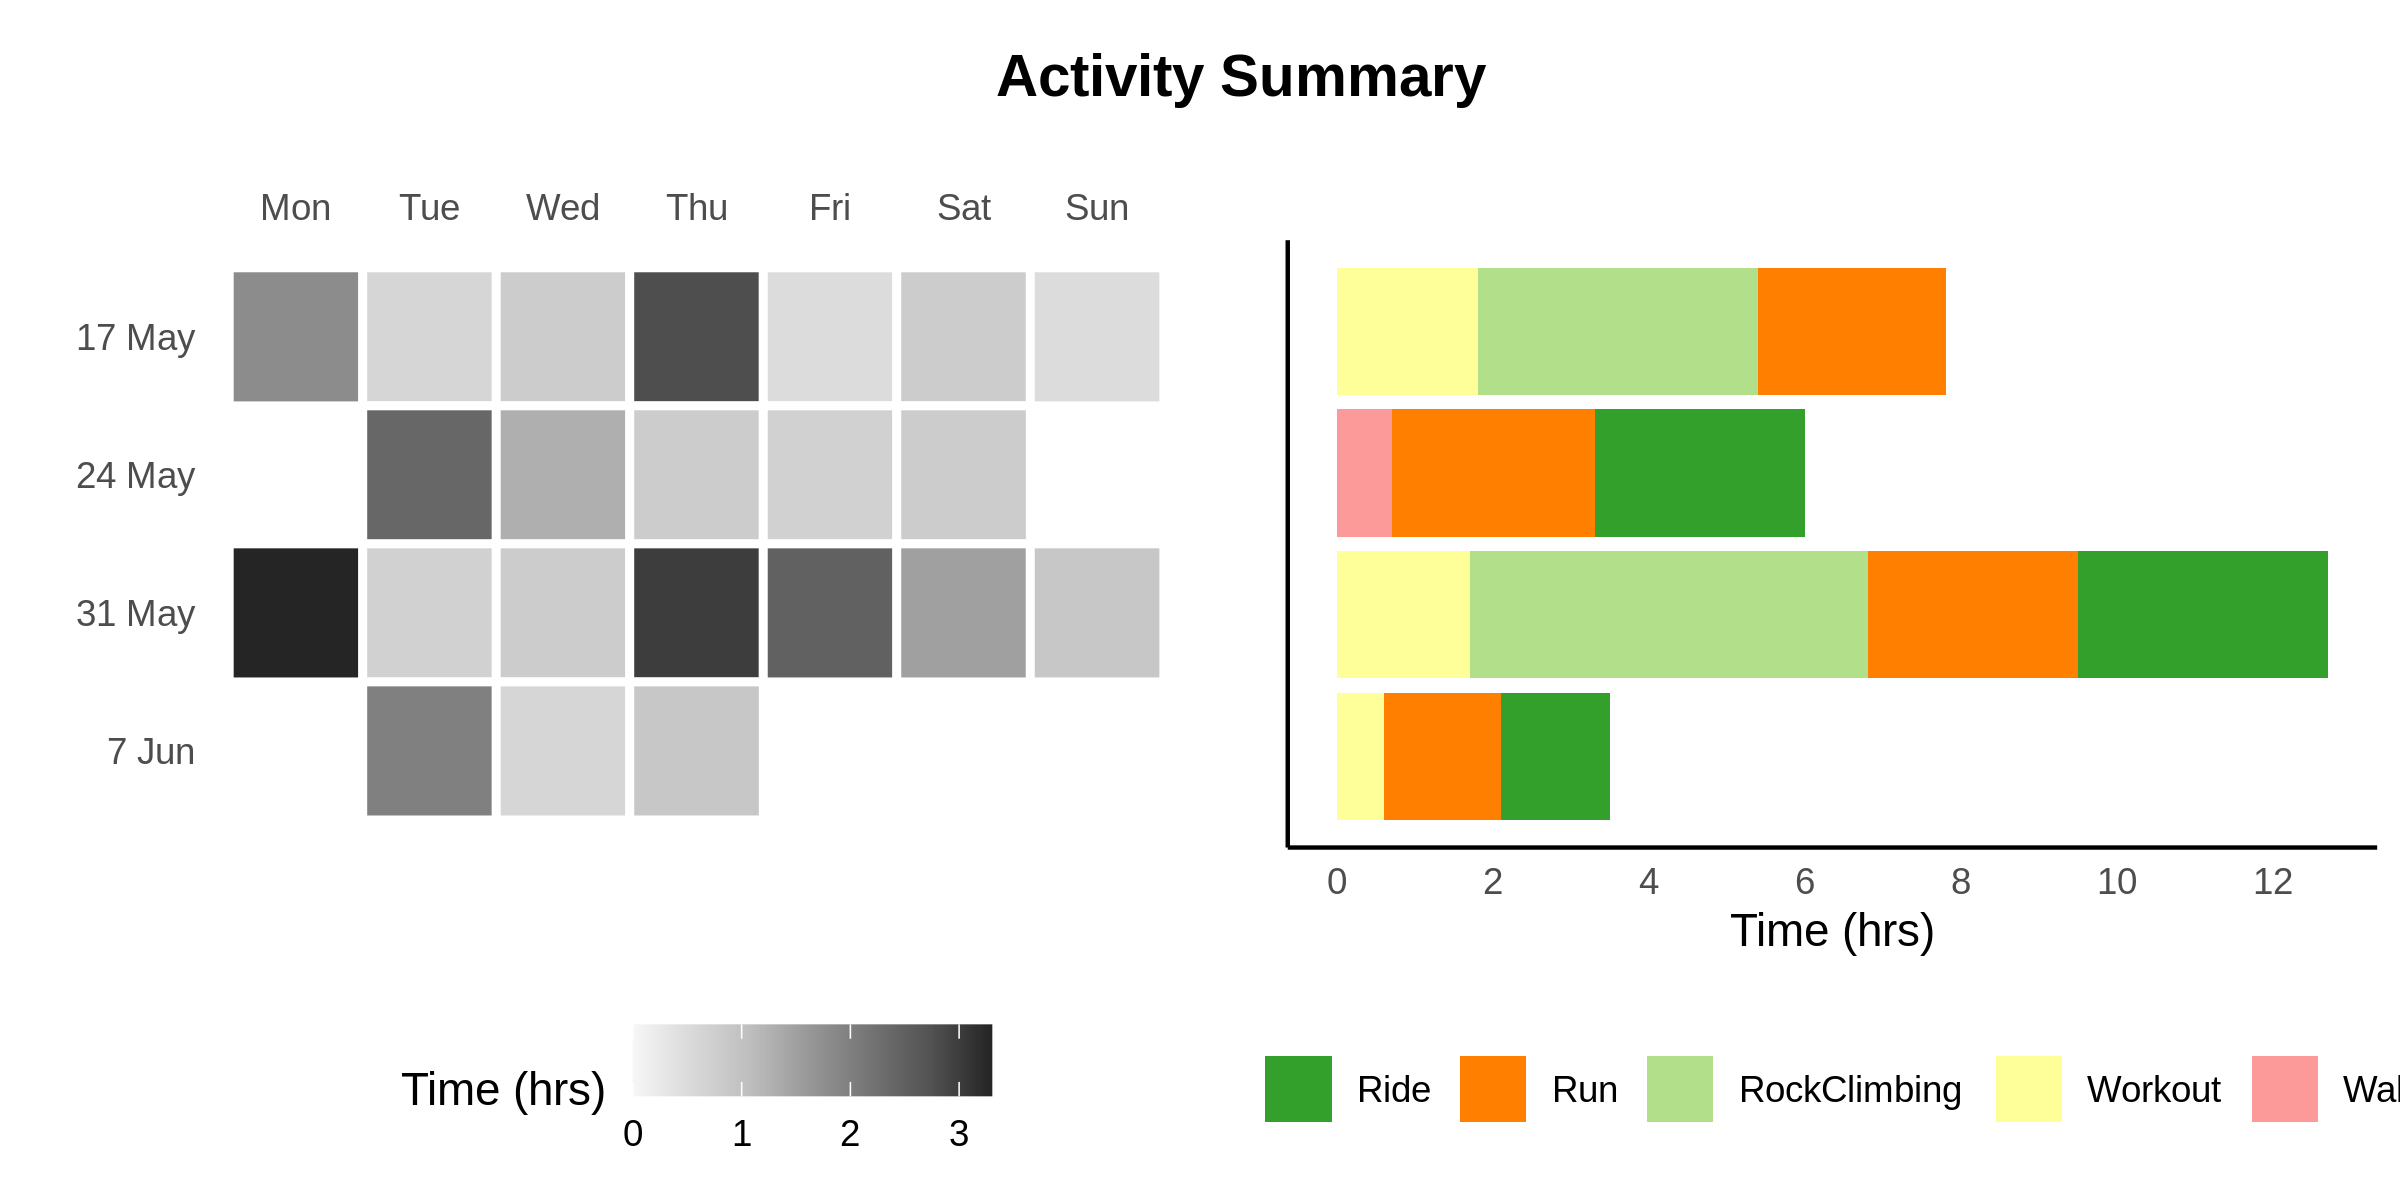 Activity Summary
Mon Tue Wed Thu Fri Sat Sun
17 May
24 May
31 May
7 Jun
0 2 4 6 8 10 12
Time (hrs)
Time (hrs)
0 1 2 3
Ride Run RockClimbing Workout